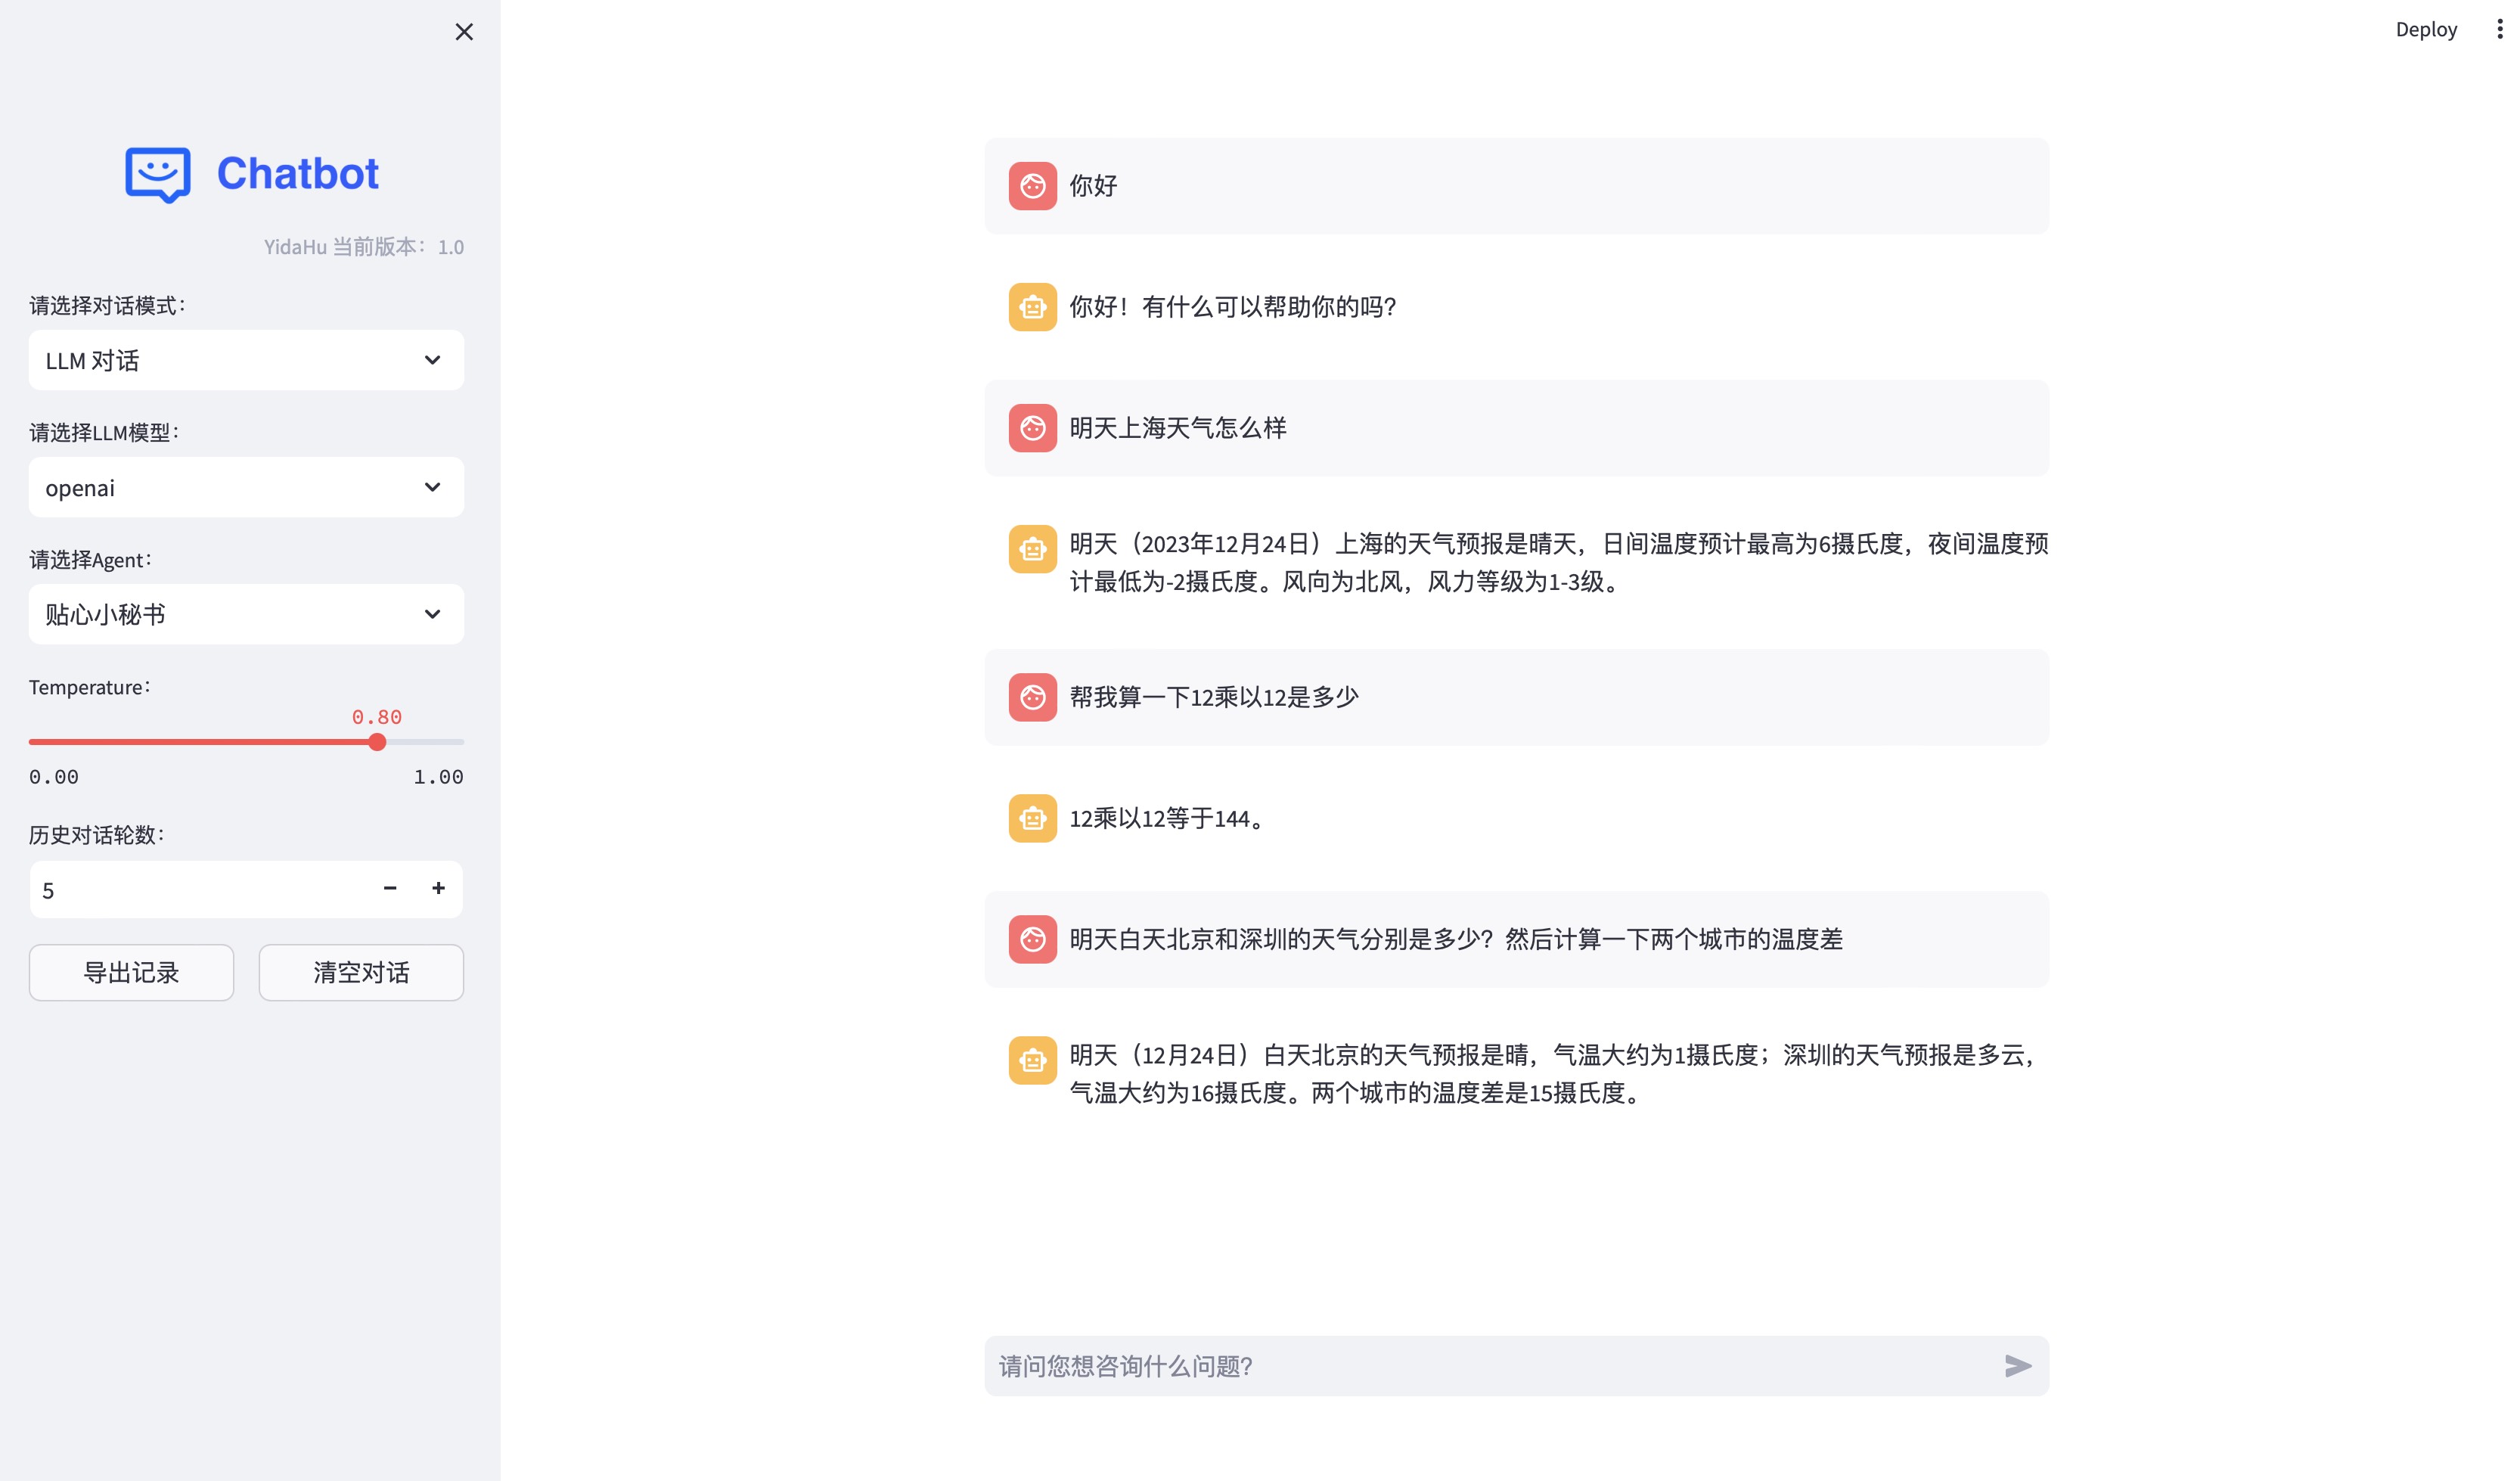 Deploy
Chatbot
YidaHu 当前版本：1.0
请选择对话模式：
LLM 对话
请选择LLM模型：
openai
请选择Agent：
贴心小秘书
Temperature：
0.80
0.00 1.00
历史对话轮数：
5
导出记录 清空对话
你好
你好！有什么可以帮助你的吗？
明天上海天气怎么样
明天（2023年12月24日）上海的天气预报是晴天，日间温度预计最高为6摄氏度，夜间温度预
计最低为-2摄氏度。风向为北风，风力等级为1-3级。
帮我算一下12乘以12是多少
12乘以12等于144。
明天白天北京和深圳的天气分别是多少？然后计算一下两个城市的温度差
明天（12月24日）白天北京的天气预报是晴，气温大约为1摄氏度；深圳的天气预报是多云，
气温大约为16摄氏度。两个城市的温度差是15摄氏度。
请问您想咨询什么问题？